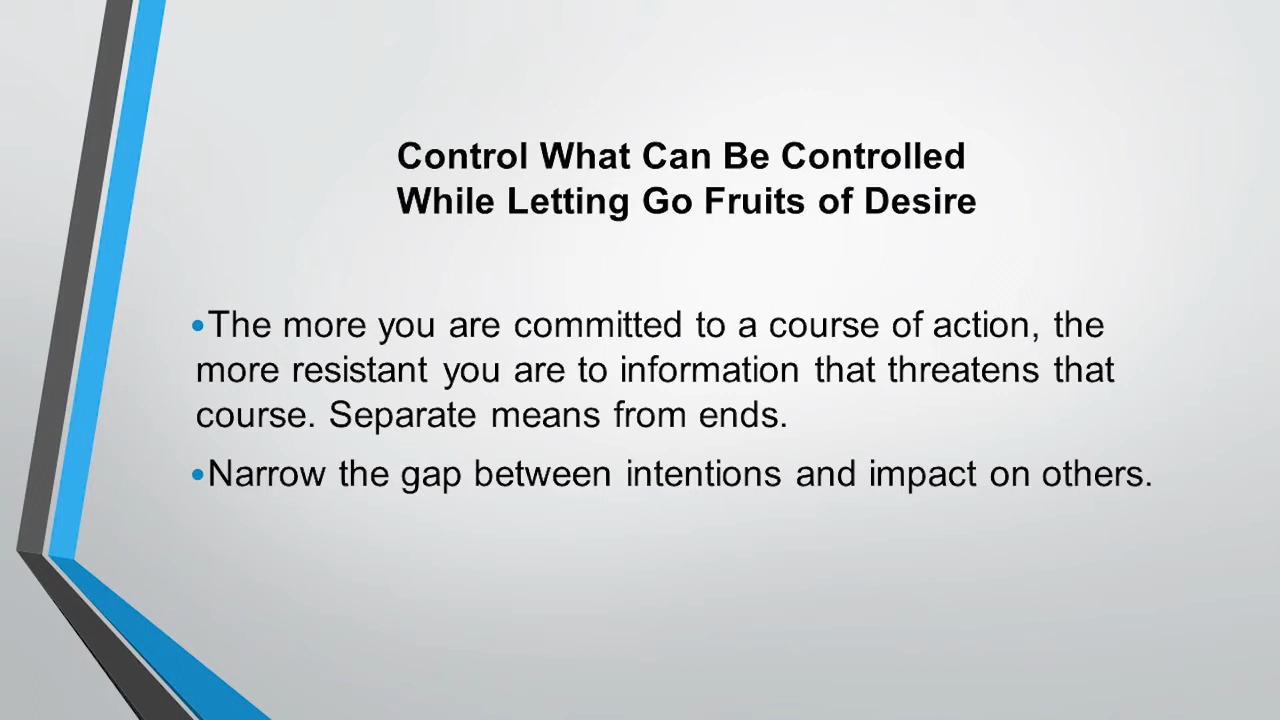 Control What Can Be Controlled
While Letting Go Fruits of Desire
•The more you are committed to a course of action, the
more resistant you are to information that threatens that
course. Separate means from ends.
•Narrow the gap between intentions and impact on others.